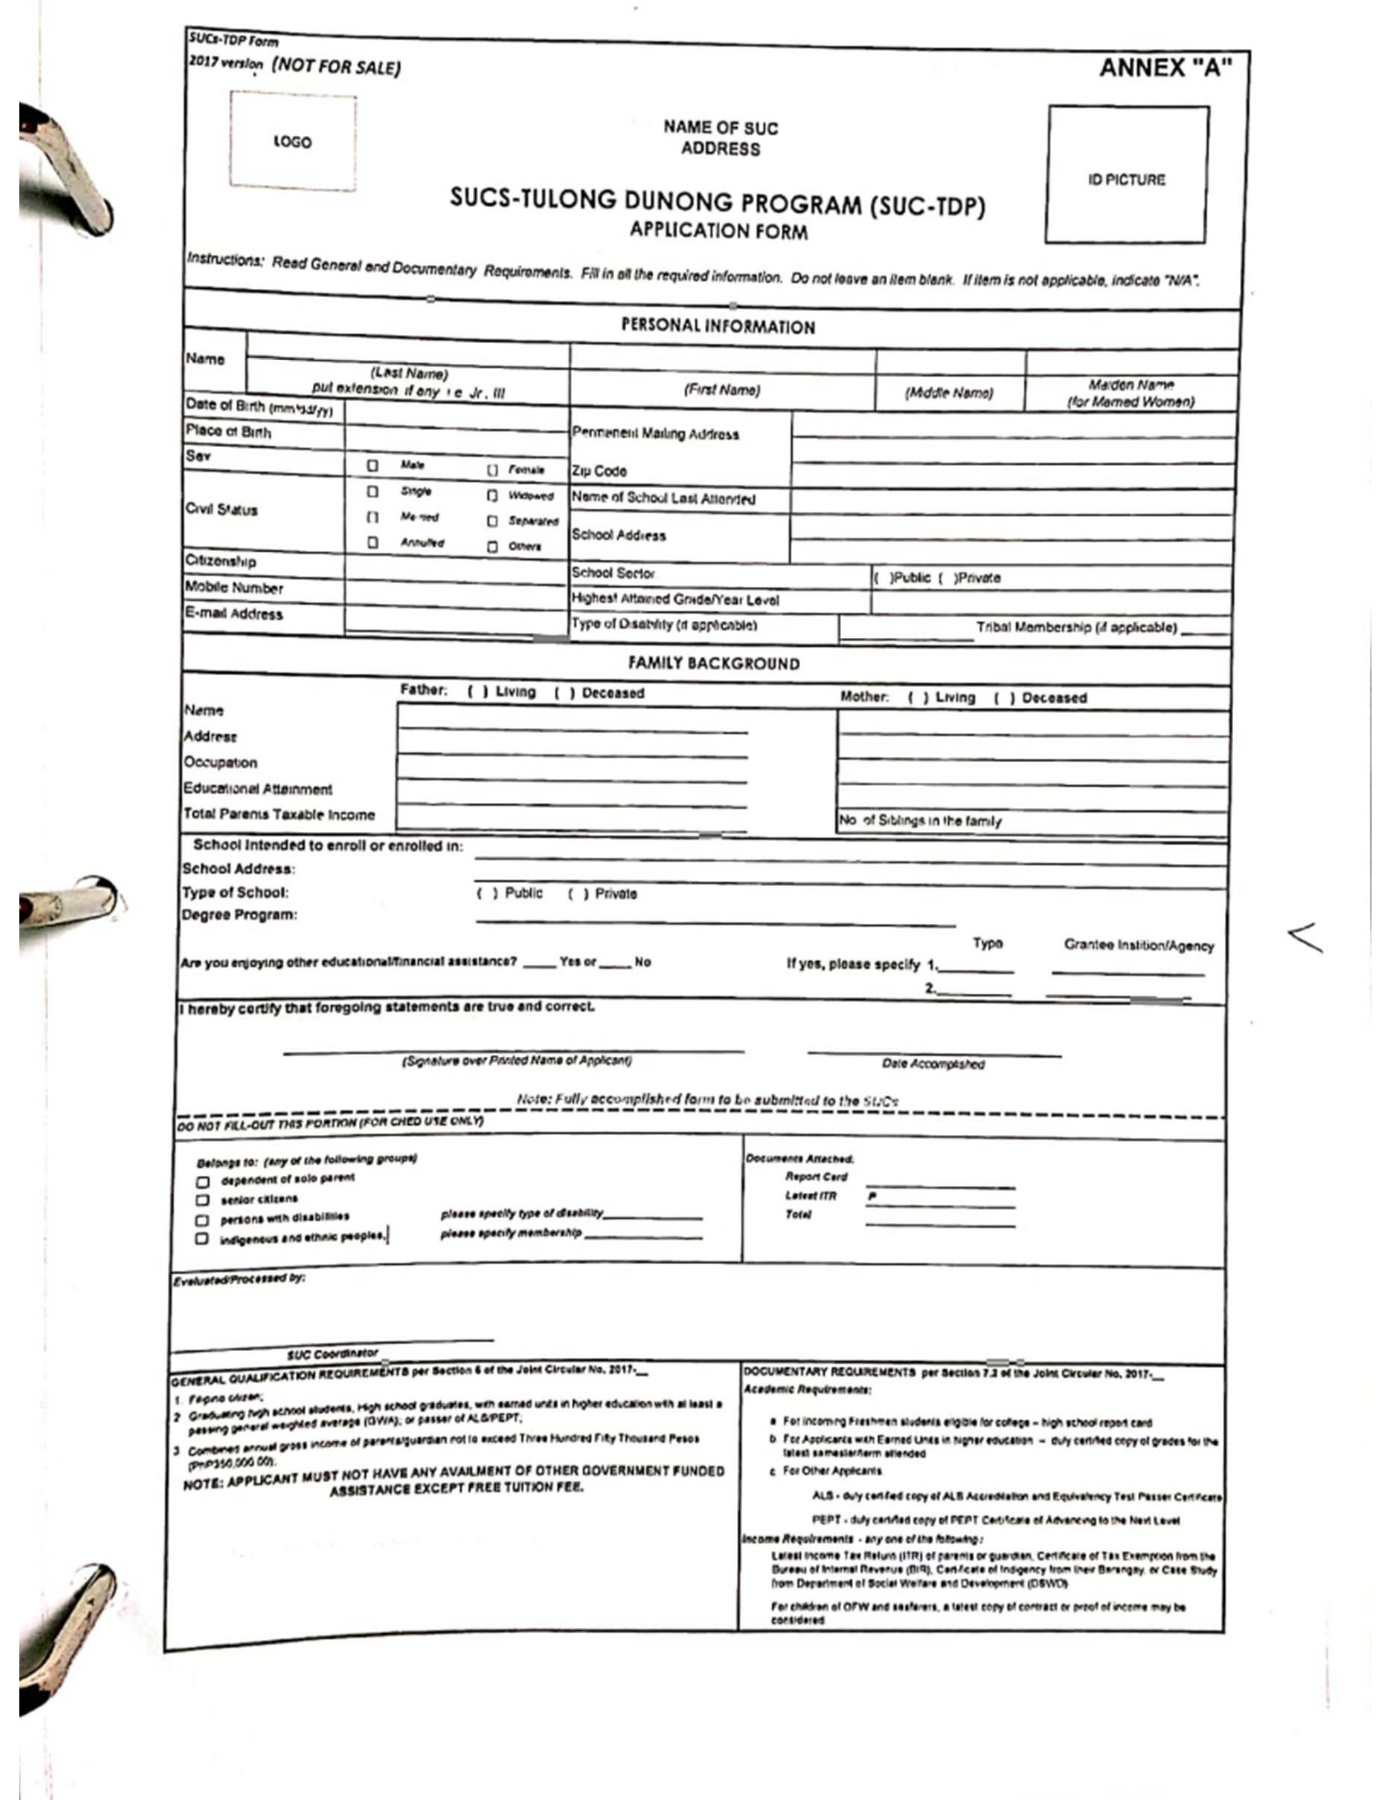 SUCs-TDP Form
2017 version (NOT FOR SALE)
ANNEX "A"
LOGO
NAME OF SUC
ADDRESS
ID PICTURE
SUCS-TULONG DUNONG PROGRAM (SUC-TDP)
APPLICATION FORM
Instructions: Read General and Documentary Requirements. Fill in all the required information. Do not leave an item blank. If item is not applicable, indicate "N/A".
PERSONAL INFORMATION
Name
(Last Name)
put extension if any i e Jr, III
(First Name)
(Middle Name)
Maiden Name
(for Married Women)
Date of Birth (mm/dd/yy)
Place of Birth
Permanent Mailing Address
Sex
Male
Female
Zip Code
Civil Status
Single
Widowed
Married
Separated
Annulled
Others
Name of School Last Attended
School Address
Citizenship
School Sector
( )Public ( )Private
Mobile Number
Highest Attained Grade/Year Level
E-mail Address
Type of Disability (if applicable)
Tribal Membership (if applicable)
FAMILY BACKGROUND
Father: ( ) Living ( ) Deceased
Mother: ( ) Living ( ) Deceased
Name
Address
Occupation
Educational Attainment
Total Parents Taxable Income
No of Siblings in the family
School Intended to enroll or enrolled in:
School Address:
Type of School: ( ) Public ( ) Private
Degree Program:
Type
Grantee Instition/Agency
Are you enjoying other educational/financial assistance? ____ Yes or ____ No
If yes, please specify 1.
2.
I hereby certify that foregoing statements are true and correct.
(Signature over Printed Name of Applicant)
Date Accomplished
Note: Fully accomplished form to be submitted to the SUCs
DO NOT FILL-OUT THIS PORTION (FOR CHED USE ONLY)
Belongs to: (any of the following groups)
dependent of solo parent
senior citizens
persons with disabilities
please specify type of disability
indigenous and ethnic peoples,
please specify membership
Documents Attached:
Report Card
Latest ITR P
Total
Evaluated/Processed by:
SUC Coordinator
GENERAL QUALIFICATION REQUIREMENTS per Section 6 of the Joint Circular No. 2017-__
1. Filipino citizen;
2 Graduating high school students, High school graduates, with earned units in higher education with at least a
passing general weighted average (GWA); or passer of ALS/PEPT;
3 Combined annual gross income of parents/guardian not to exceed Three Hundred Fifty Thousand Pesos
(PhP350,000 00);
NOTE: APPLICANT MUST NOT HAVE ANY AVAILMENT OF OTHER GOVERNMENT FUNDED
ASSISTANCE EXCEPT FREE TUITION FEE.
DOCUMENTARY REQUIREMENTS per Section 7.2 of the Joint Circular No. 2017-__
Academic Requirements:
a For incoming Freshmen students eligible for college – high school report card
b. For Applicants with Earned Units in higher education – duly certified copy of grades for the
latest semester/term attended
c For Other Applicants
ALS - duly certified copy of ALS Accreditation and Equivalency Test Passer Certificate
PEPT - duly certified copy of PEPT Certificate of Advancing to the Next Level
Income Requirements - any one of the following:
Latest Income Tax Return (ITR) of parents or guardian, Certificate of Tax Exemption from the
Bureau of Internal Revenue (BIR), Certificate of Indigency from their Barangay, or Case Study
from Department of Social Welfare and Development (DSWD)
For children of OFW and seafarers, a latest copy of contract or proof of income may be
considered